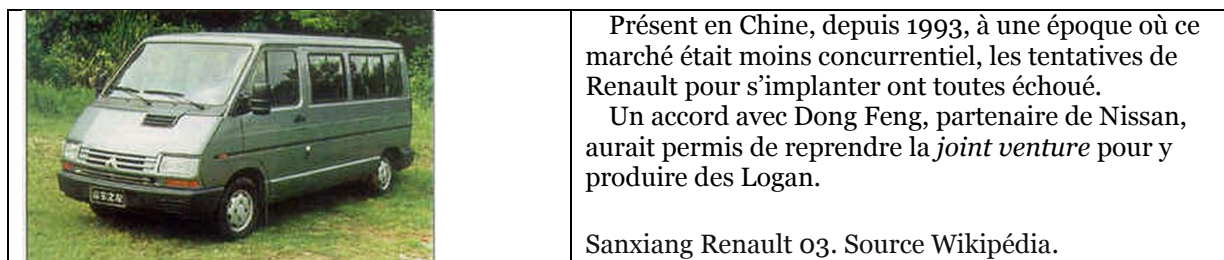 Présent en Chine, depuis 1993, à une époque où ce
marché était moins concurrentiel, les tentatives de
Renault pour s’implanter ont toutes échoué.
Un accord avec Dong Feng, partenaire de Nissan,
aurait permis de reprendre la joint venture pour y
produire des Logan.
Sanxiang Renault 03. Source Wikipédia.